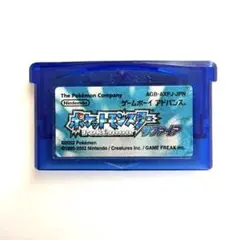 The Pokémon Company AGB-AXPJ-JPN
Nintendo ゲームボーイ アドバンス
ポケットモンスター
サファイア
©2002 Pokémon
©1995-2002 Nintendo / Creatures inc. / GAME FREAK inc.